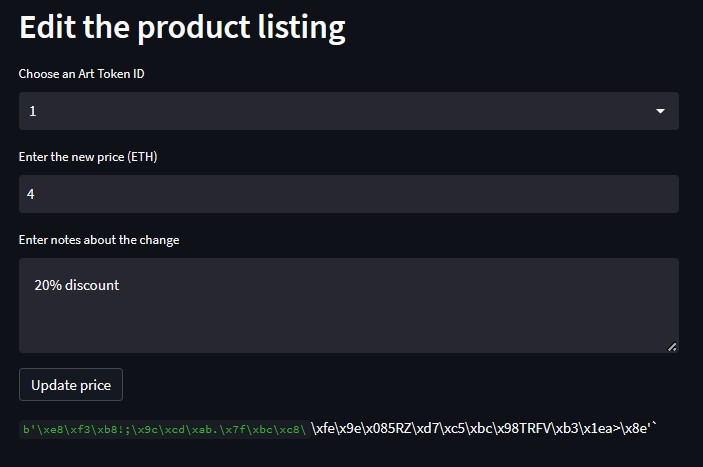 Edit the product listing
Choose an Art Token ID
1
Enter the new price (ETH)
4
Enter notes about the change
20% discount
Update price
b'\xe8\xf3\xb8!;\x9c\xcd\xab.\x7f\xbc\xc8\ \xfe\x9e\x085RZ\xd7\xc5\xbc\x98TRFV\xb3\x1ea>\x8e'`